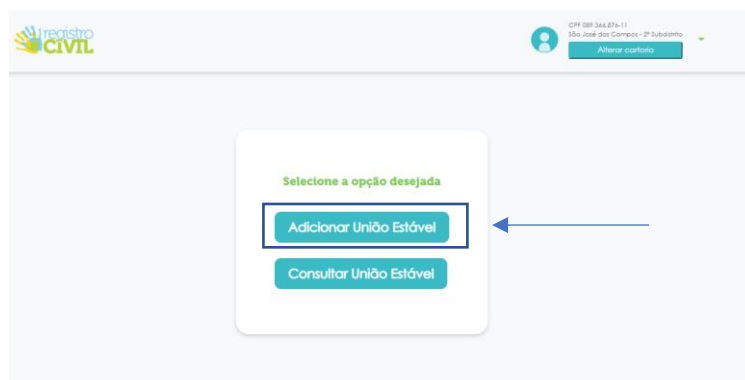 registro
CIVIL
CPF 089.366.876-11
São José dos Campos - 2º Subdistrito
Alterar cartorio
Selecione a opção desejada
Adicionar União Estável
Consultar União Estável